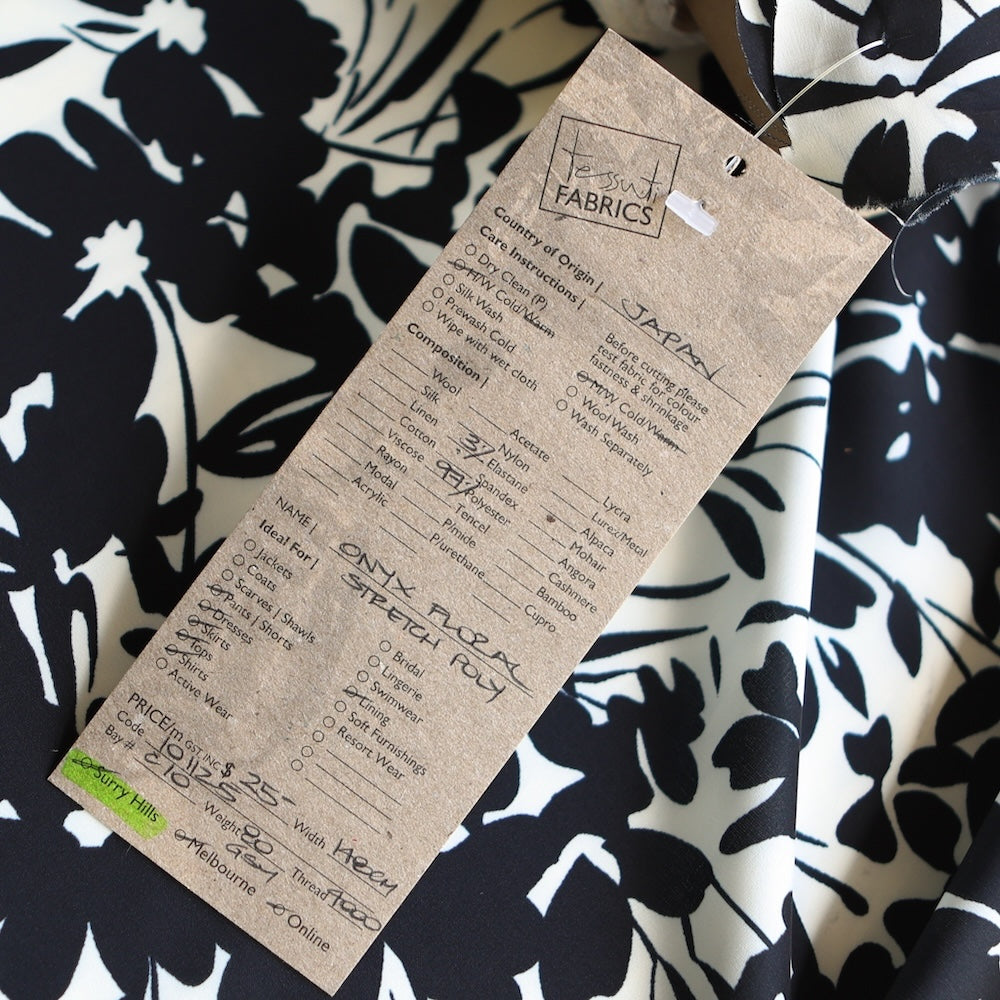 tessuti
FABRICS
Country of Origin | JAPAN
Care Instructions |
Dry Clean (P)
H/W Cold/Warm
Silk Wash
Prewash Cold
Wipe with wet cloth
Before cutting please
test fabric for colour
fastness & shrinkage
M/W Cold/Warm
Wool Wash
Wash Separately
Composition |
Wool
Silk
Linen
Cotton
Viscose
Rayon
Modal
Acrylic
Acetate
Nylon
3% Elastane
Spandex
97% Polyester
Tencel
Pinide
P/urethane
Lycra
Lurex/Metal
Alpaca
Mohair
Angora
Cashmere
Bamboo
Cupro
NAME | ONYX FLORAL
STRETCH POLY
Ideal For |
Jackets
Coats
Scarves / Shawls
Pants / Shorts
Dresses
Skirts
Tops
Shirts
Active Wear
Bridal
Lingerie
Swimwear
Lining
Soft Furnishings
Resort Wear
PRICE/m GST INC $ 25-
Code 101125 Width 148CM
Bay # C10 Weight 80 GSM Thread
Surry Hills
Melbourne
Online